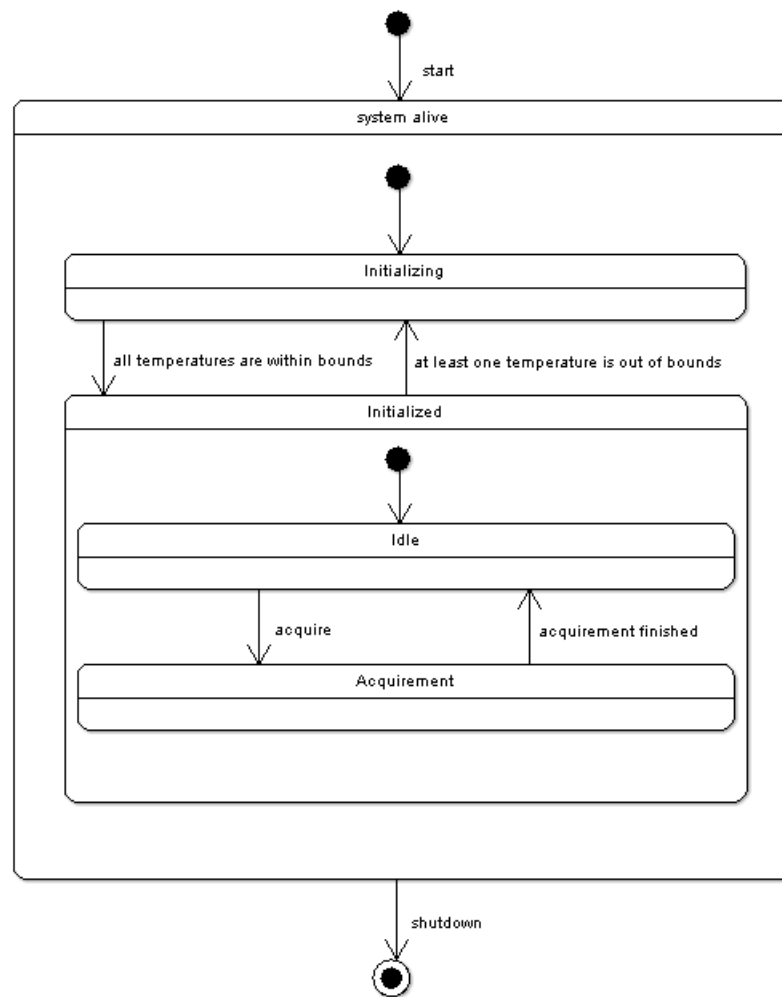 start
system alive
Initializing
all temperatures are within bounds
at least one temperature is out of bounds
Initialized
Idle
acquire
acquirement finished
Acquirement
shutdown